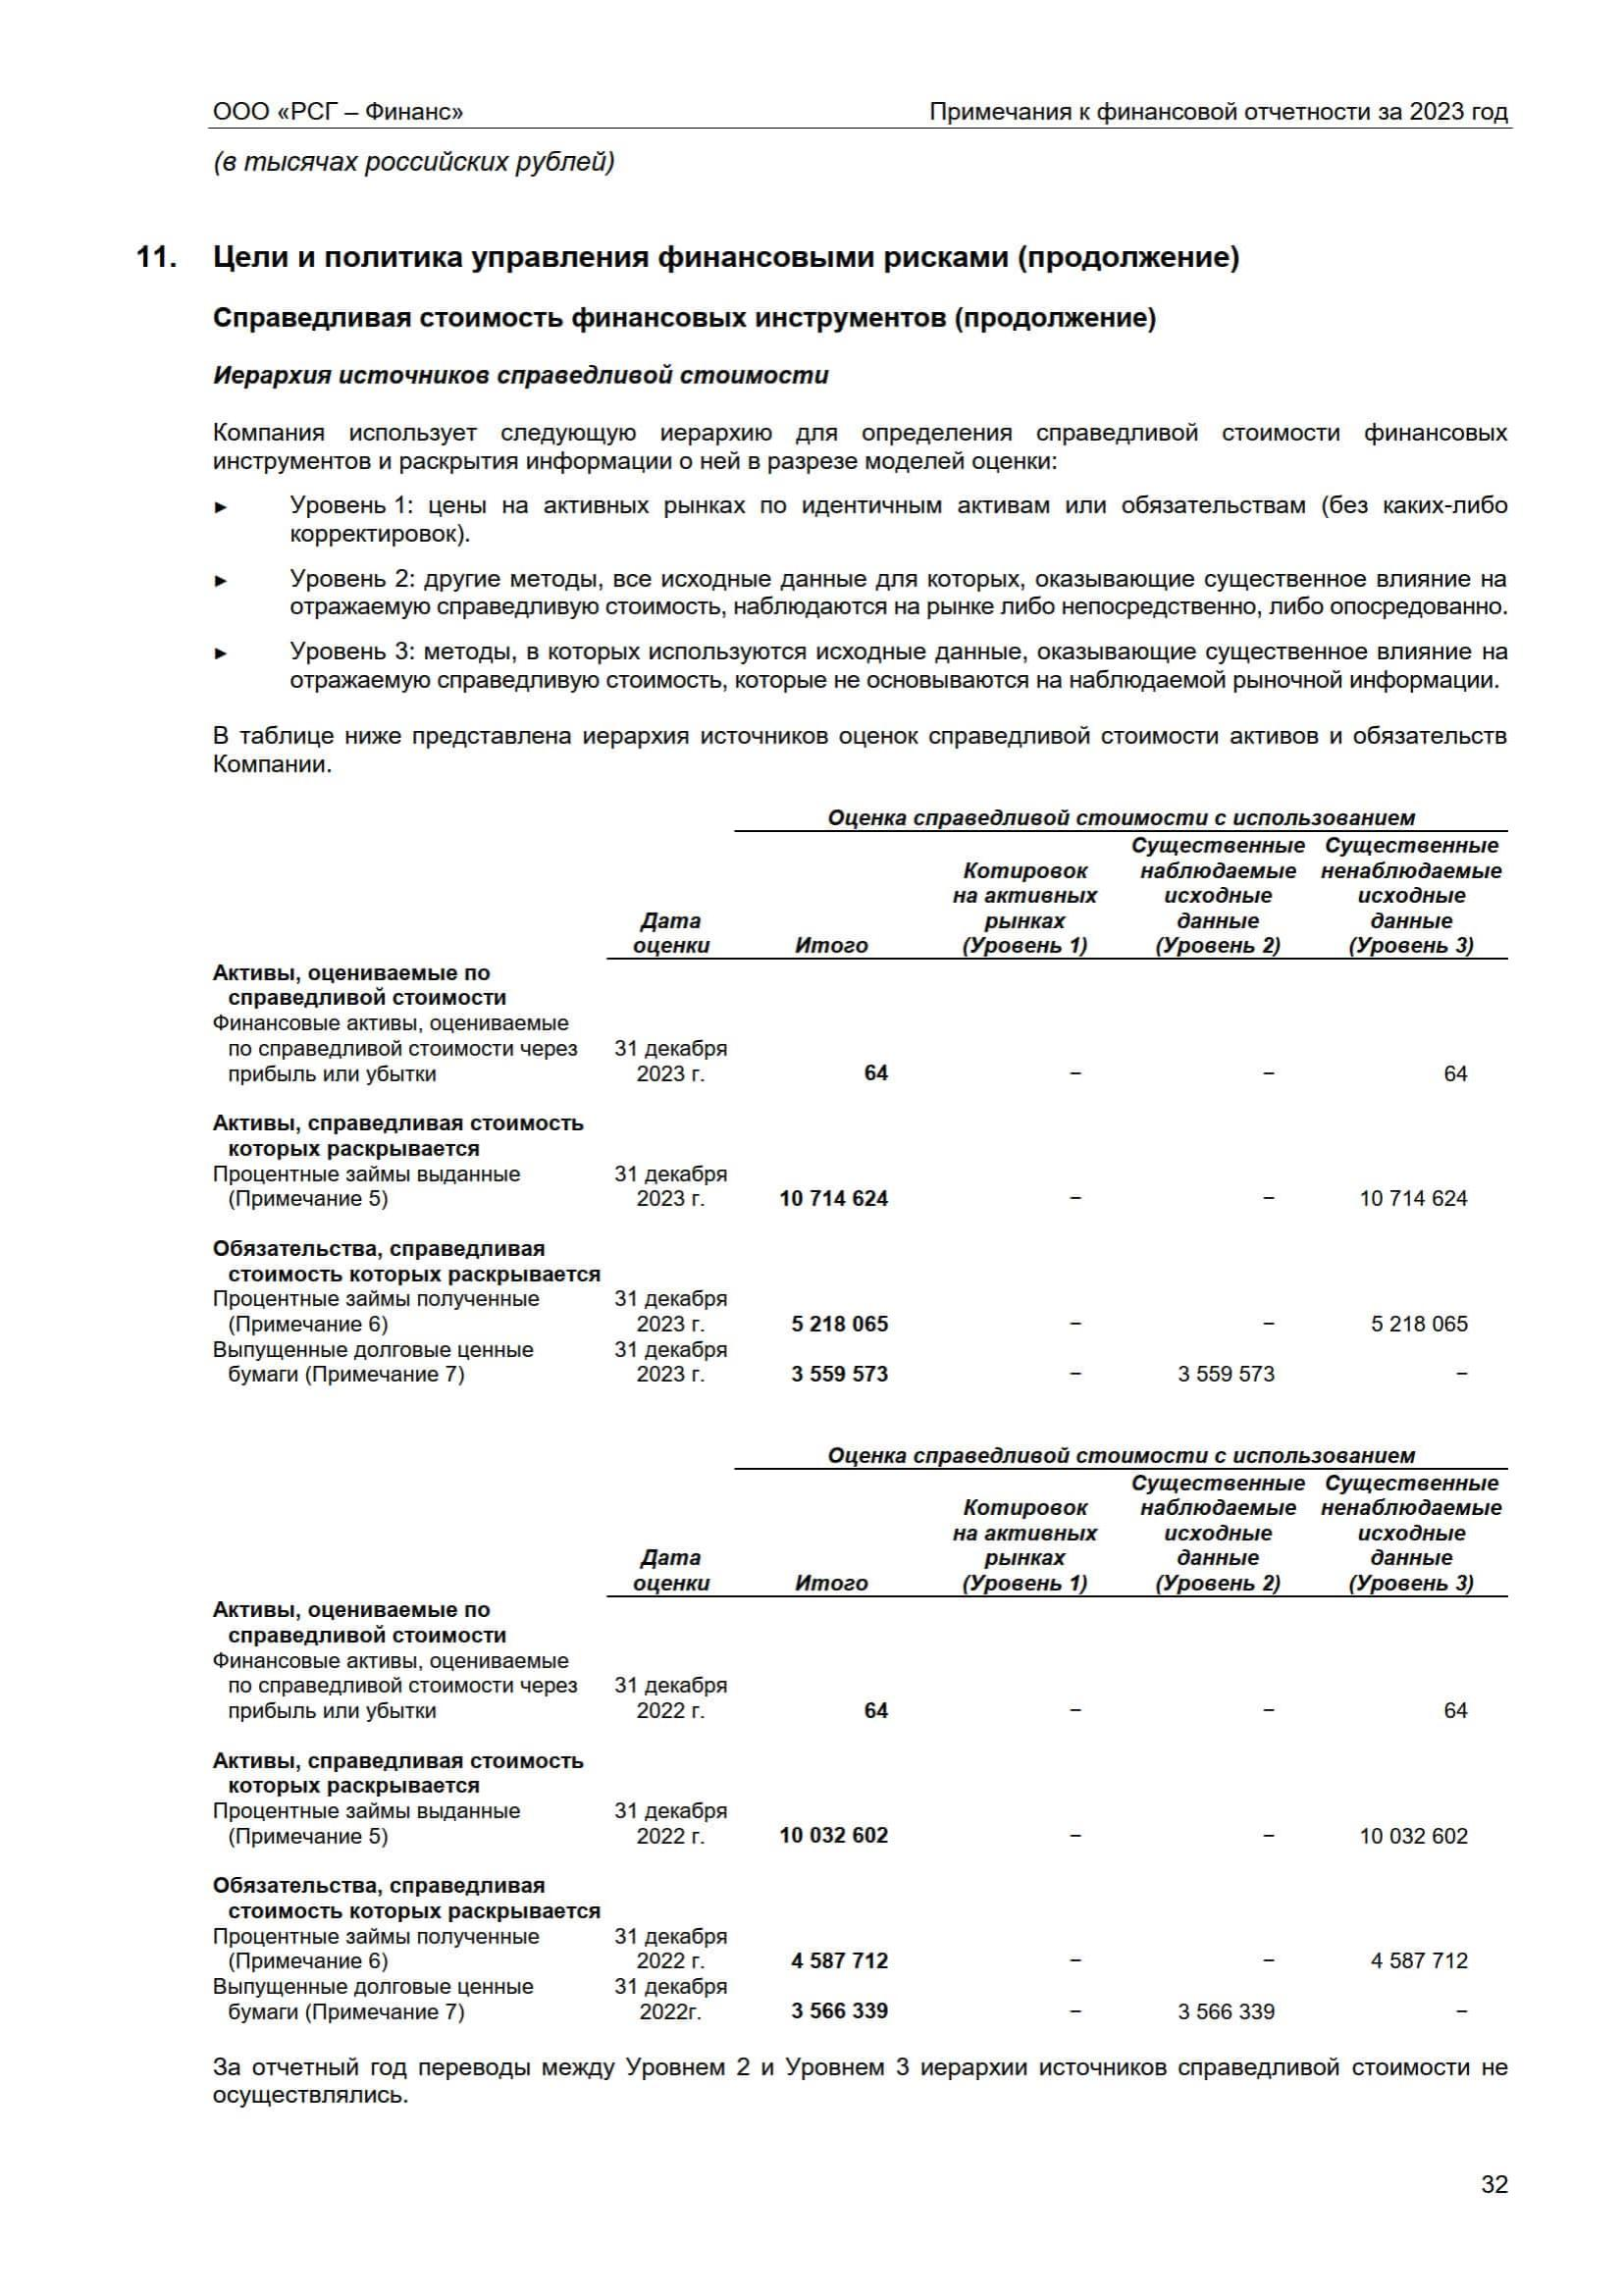 ООО «РСГ – Финанс» Примечания к финансовой отчетности за 2023 год
(в тысячах российских рублей)
11. Цели и политика управления финансовыми рисками (продолжение)
Справедливая стоимость финансовых инструментов (продолжение)
Иерархия источников справедливой стоимости
Компания использует следующую иерархию для определения справедливой стоимости финансовых
инструментов и раскрытия информации о ней в разрезе моделей оценки:
► Уровень 1: цены на активных рынках по идентичным активам или обязательствам (без каких-либо
корректировок).
► Уровень 2: другие методы, все исходные данные для которых, оказывающие существенное влияние на
отражаемую справедливую стоимость, наблюдаются на рынке либо непосредственно, либо опосредованно.
► Уровень 3: методы, в которых используются исходные данные, оказывающие существенное влияние на
отражаемую справедливую стоимость, которые не основываются на наблюдаемой рыночной информации.
В таблице ниже представлена иерархия источников оценок справедливой стоимости активов и обязательств
Компании.
Оценка справедливой стоимости с использованием
Существенные Существенные
Котировок наблюдаемые ненаблюдаемые
на активных исходные исходные
Дата рынках данные данные
оценки Итого (Уровень 1) (Уровень 2) (Уровень 3)
Активы, оцениваемые по
справедливой стоимости
Финансовые активы, оцениваемые
по справедливой стоимости через 31 декабря
прибыль или убытки 2023 г. 64 – – 64
Активы, справедливая стоимость
которых раскрывается
Процентные займы выданные 31 декабря
(Примечание 5) 2023 г. 10 714 624 – – 10 714 624
Обязательства, справедливая
стоимость которых раскрывается
Процентные займы полученные 31 декабря
(Примечание 6) 2023 г. 5 218 065 – – 5 218 065
Выпущенные долговые ценные 31 декабря
бумаги (Примечание 7) 2023 г. 3 559 573 – 3 559 573 –
Оценка справедливой стоимости с использованием
Существенные Существенные
Котировок наблюдаемые ненаблюдаемые
на активных исходные исходные
Дата рынках данные данные
оценки Итого (Уровень 1) (Уровень 2) (Уровень 3)
Активы, оцениваемые по
справедливой стоимости
Финансовые активы, оцениваемые
по справедливой стоимости через 31 декабря
прибыль или убытки 2022 г. 64 – – 64
Активы, справедливая стоимость
которых раскрывается
Процентные займы выданные 31 декабря
(Примечание 5) 2022 г. 10 032 602 – – 10 032 602
Обязательства, справедливая
стоимость которых раскрывается
Процентные займы полученные 31 декабря
(Примечание 6) 2022 г. 4 587 712 – – 4 587 712
Выпущенные долговые ценные 31 декабря
бумаги (Примечание 7) 2022г. 3 566 339 – 3 566 339 –
За отчетный год переводы между Уровнем 2 и Уровнем 3 иерархии источников справедливой стоимости не
осуществлялись.
32